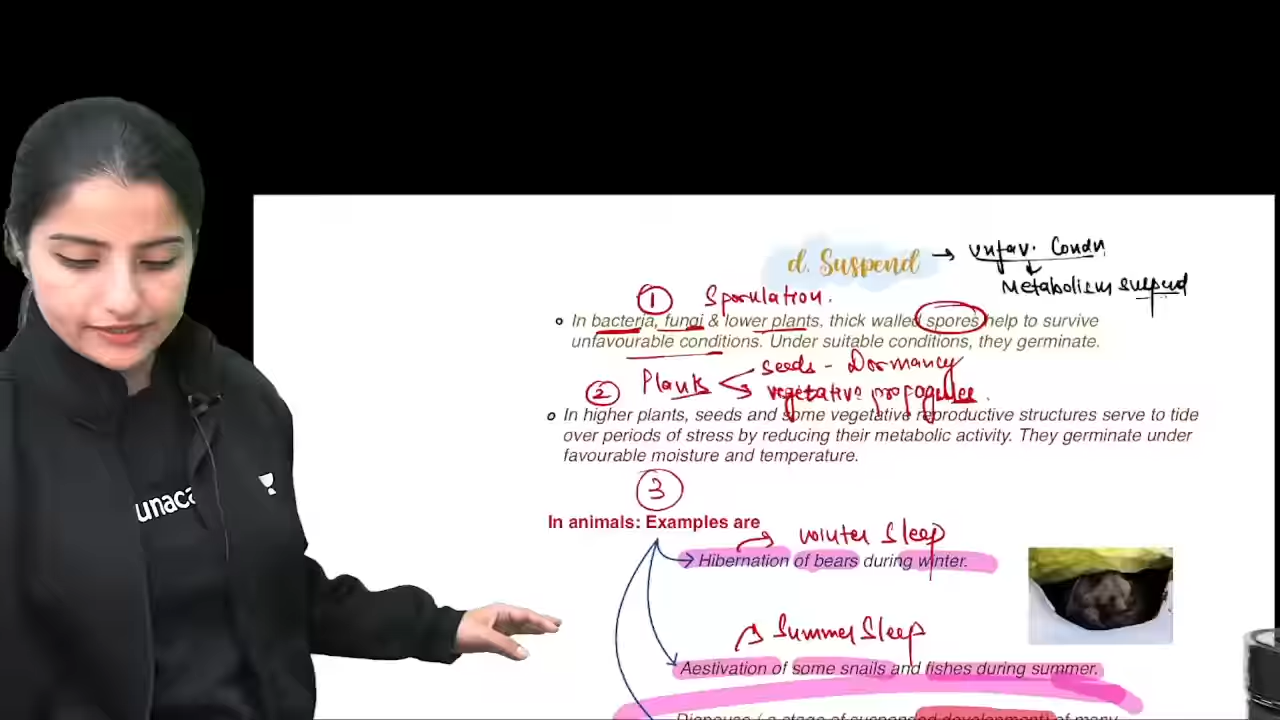 d. Suspend → unfav. Condn
↓
Metabolism suspend
① Sporulation.
In bacteria, fungi & lower plants, thick walled spores help to survive
unfavourable conditions. Under suitable conditions, they germinate.
② Plants
seeds - Dormancy
vegetative propagules.
In higher plants, seeds and some vegetative reproductive structures serve to tide
over periods of stress by reducing their metabolic activity. They germinate under
favourable moisture and temperature.
③
In animals: Examples are
winter sleep
Hibernation of bears during winter.
Summer Sleep
Aestivation of some snails and fishes during summer.
unaca